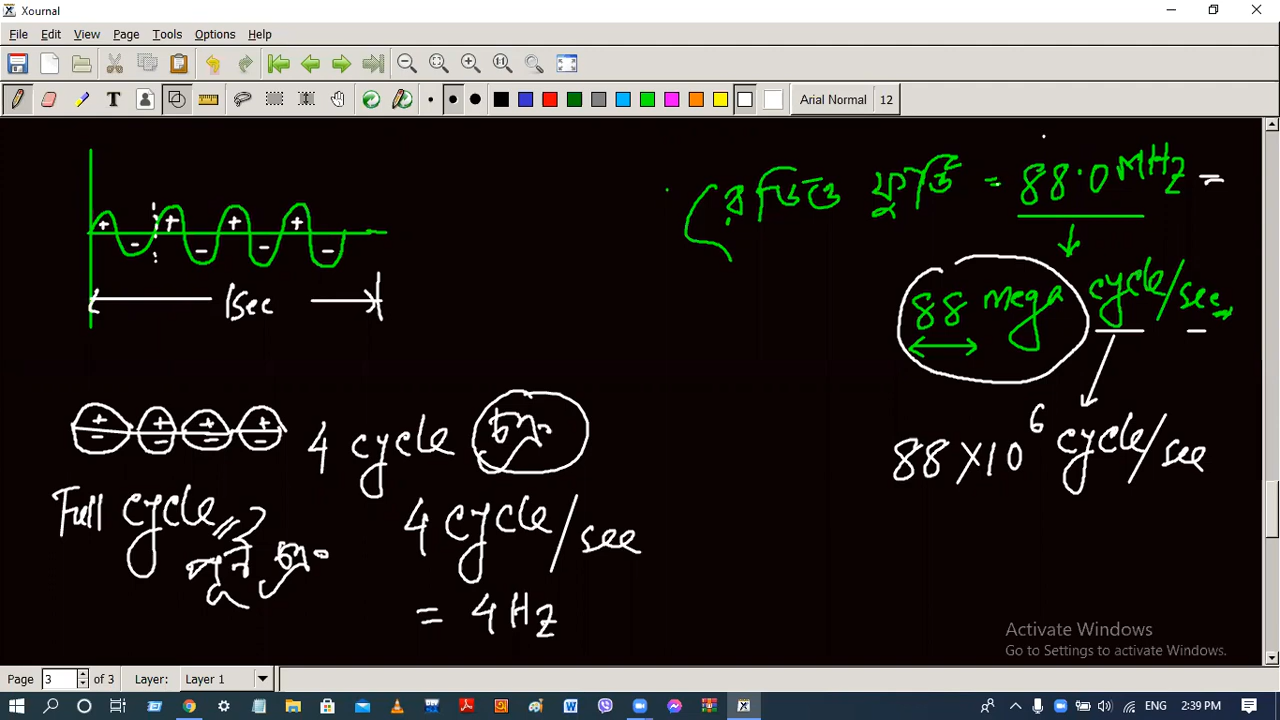 Xournal
File Edit View Page Tools Options Help
Arial Normal 12
রেডিও ফূর্তি = 88.0 MHz =
88 mega cycle/sec
88 × 10⁶ cycle/sec
+ - + - + - + -
1sec
+ - + - + - + - 4 cycle চক্র
Full cycle
পূর্ন চক্র
4 cycle/sec
= 4 Hz
Activate Windows
Go to Settings to activate Windows.
Page 3 of 3 Layer: Layer 1
ENG 2:39 PM